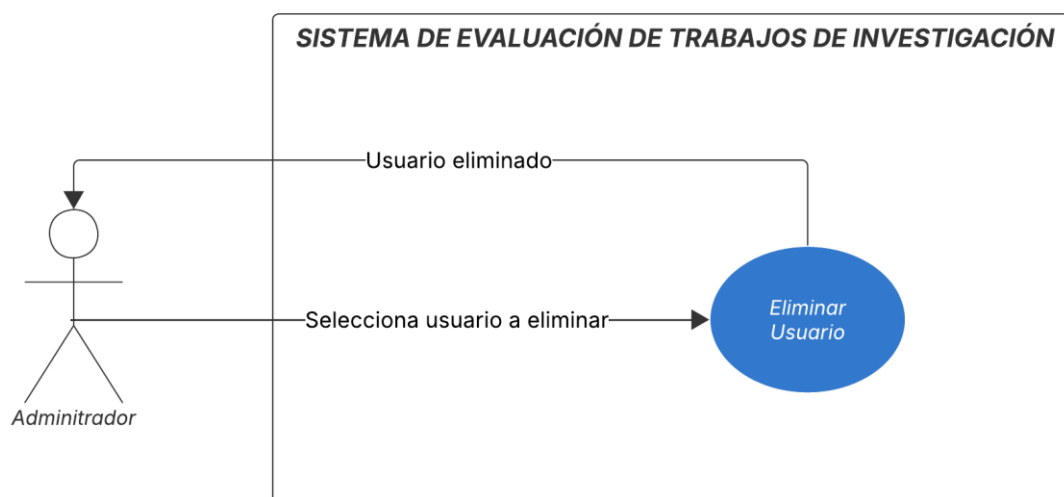 SISTEMA DE EVALUACIÓN DE TRABAJOS DE INVESTIGACIÓN
Usuario eliminado
Selecciona usuario a eliminar
Eliminar
Usuario
Adminitrador